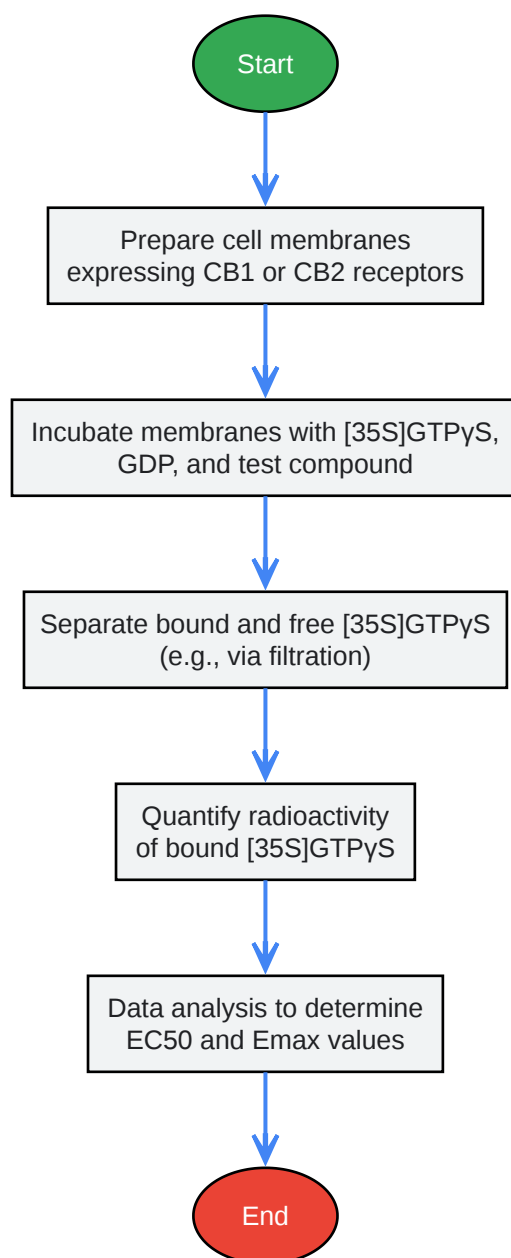 Start
Prepare cell membranes
expressing CB1 or CB2 receptors
Incubate membranes with [35S]GTPγS,
GDP, and test compound
Separate bound and free [35S]GTPγS
(e.g., via filtration)
Quantify radioactivity
of bound [35S]GTPγS
Data analysis to determine
EC50 and Emax values
End